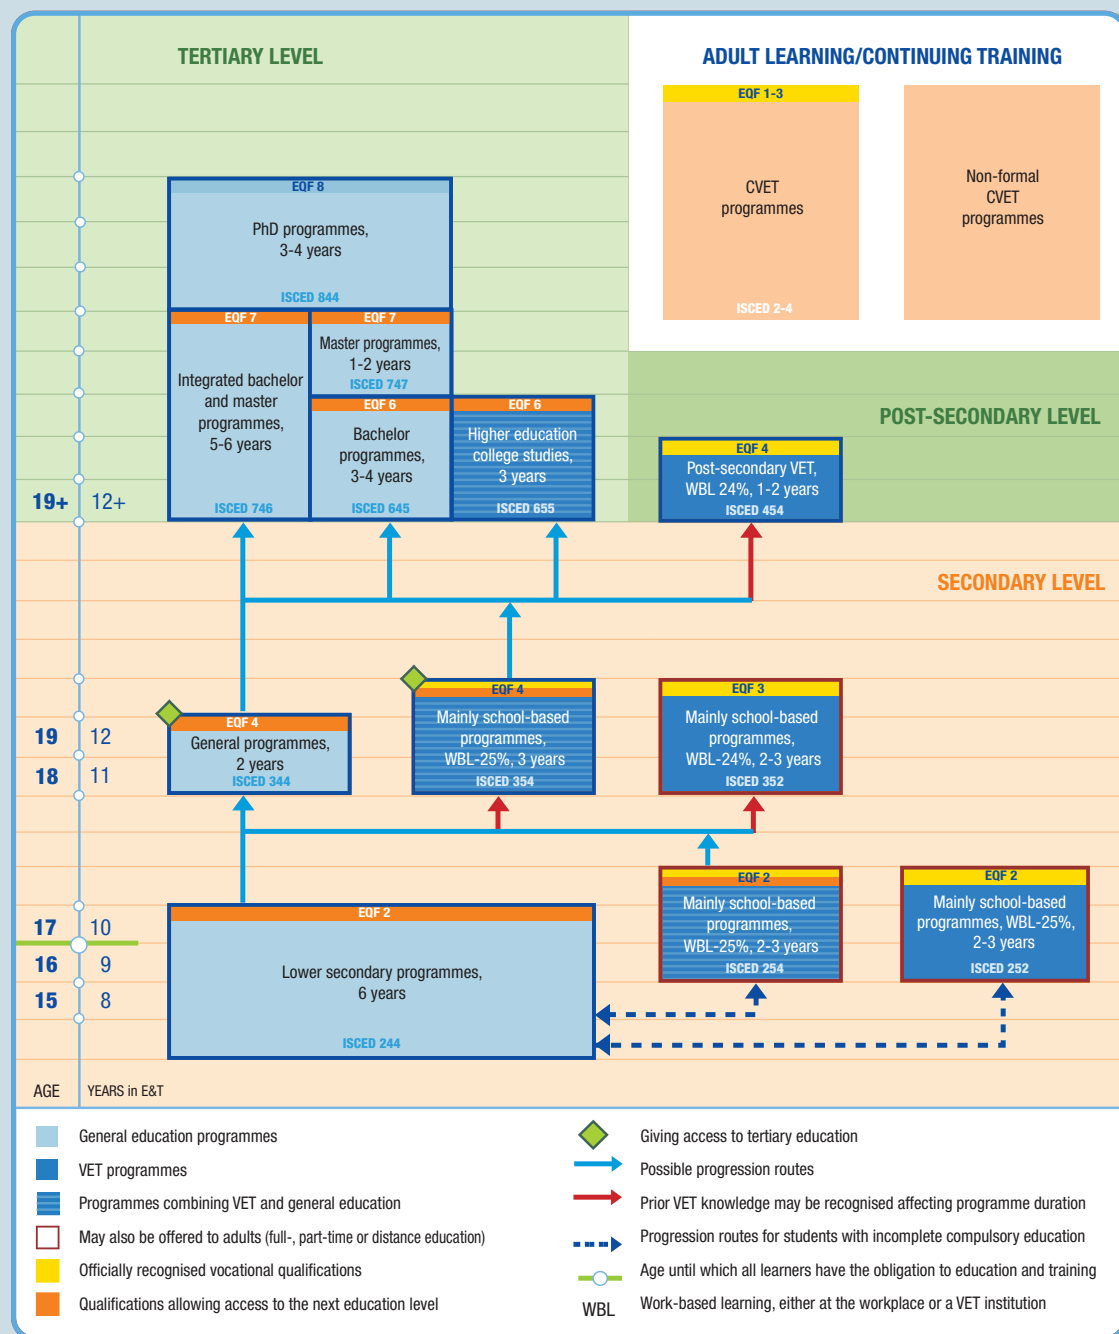 TERTIARY LEVEL
ADULT LEARNING/CONTINUING TRAINING
EQF 1-3
CVET
programmes
ISCED 2-4
Non-formal
CVET
programmes
EQF 8
PhD programmes,
3-4 years
ISCED 844
EQF 7
Integrated bachelor
and master
programmes,
5-6 years
ISCED 746
EQF 7
Master programmes,
1-2 years
ISCED 747
EQF 6
Bachelor
programmes,
3-4 years
ISCED 645
EQF 6
Higher education
college studies,
3 years
ISCED 655
POST-SECONDARY LEVEL
EQF 4
Post-secondary VET,
WBL 24%, 1-2 years
ISCED 454
19+ 12+
SECONDARY LEVEL
EQF 4
General programmes,
2 years
ISCED 344
EQF 4
Mainly school-based
programmes,
WBL-25%, 3 years
ISCED 354
EQF 3
Mainly school-based
programmes,
WBL-24%, 2-3 years
ISCED 352
19 12
18 11
EQF 2
Lower secondary programmes,
6 years
ISCED 244
EQF 2
Mainly school-based
programmes,
WBL-25%, 2-3 years
ISCED 254
EQF 2
Mainly school-based
programmes, WBL-25%,
2-3 years
ISCED 252
17 10
16 9
15 8
AGE YEARS in E&T
General education programmes
VET programmes
Programmes combining VET and general education
May also be offered to adults (full-, part-time or distance education)
Officially recognised vocational qualifications
Qualifications allowing access to the next education level
Giving access to tertiary education
Possible progression routes
Prior VET knowledge may be recognised affecting programme duration
Progression routes for students with incomplete compulsory education
Age until which all learners have the obligation to education and training
WBL Work-based learning, either at the workplace or a VET institution